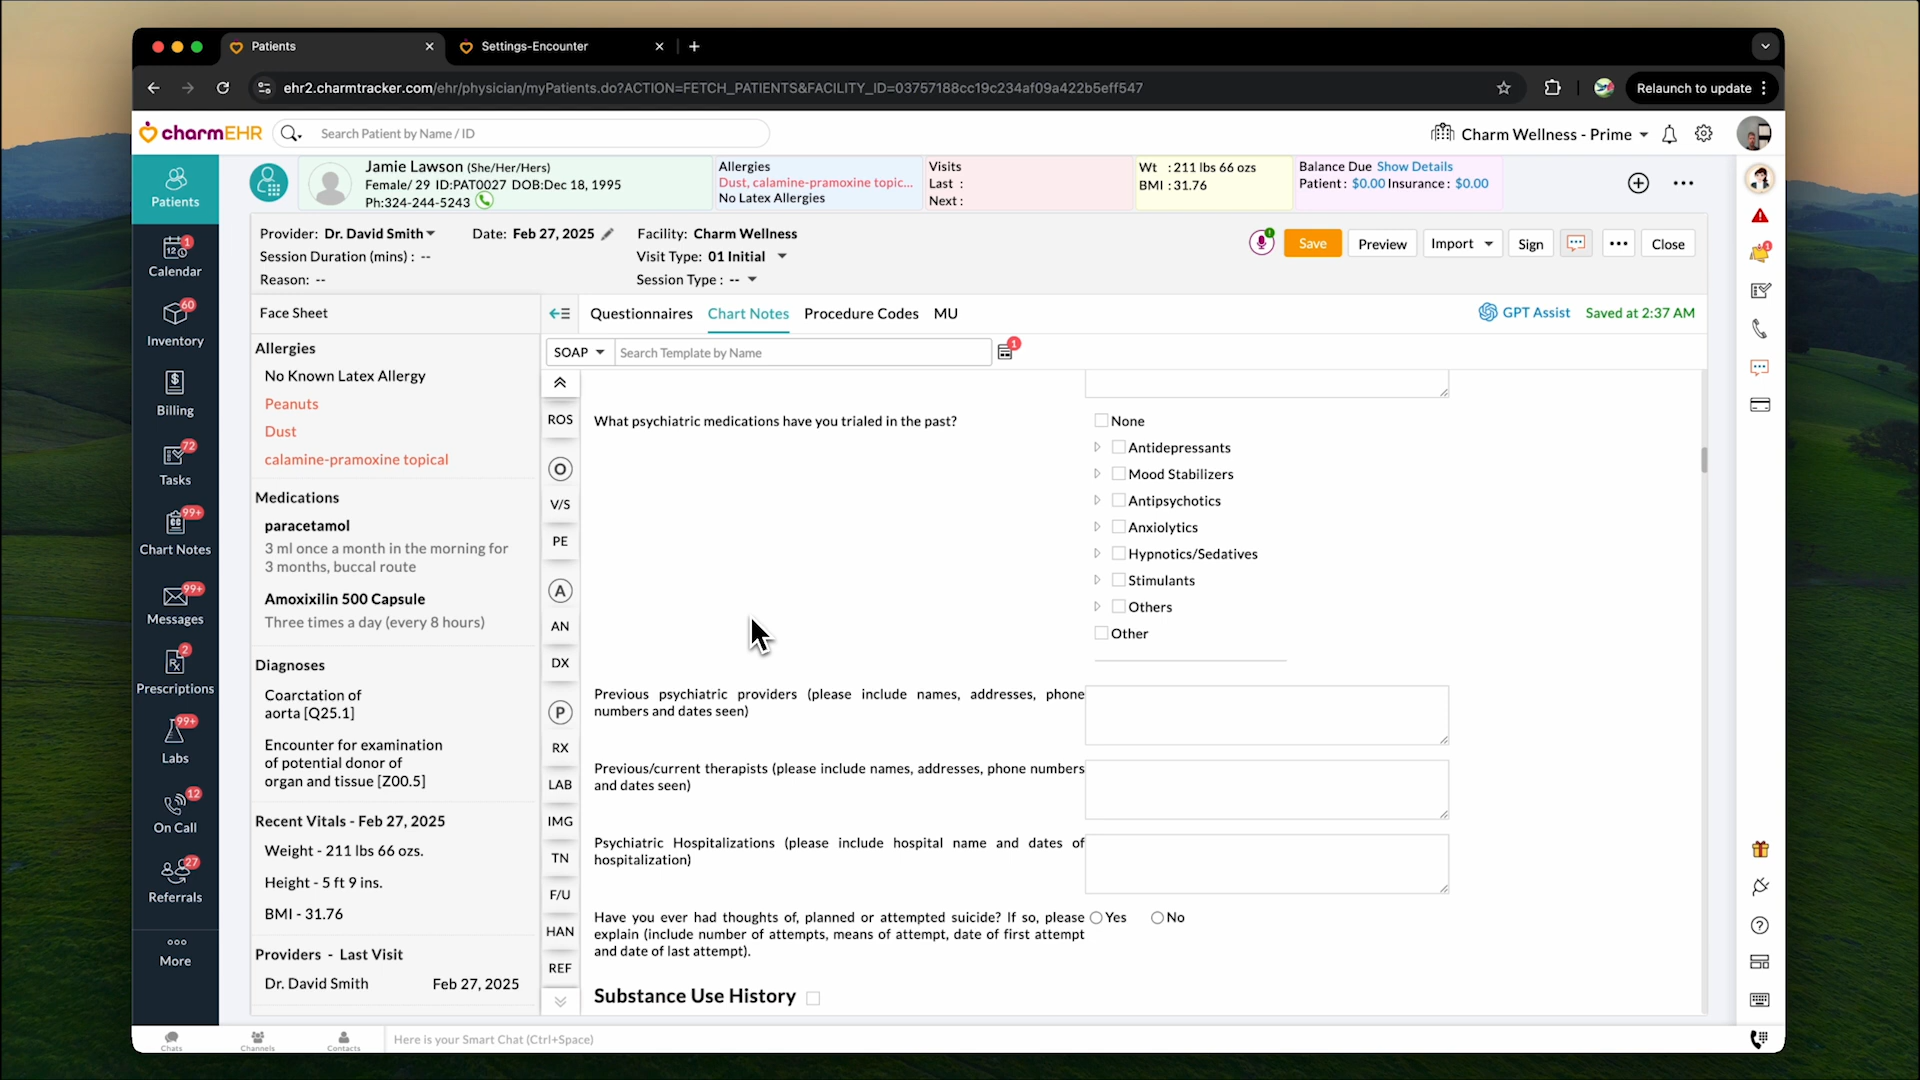 Patients
Settings-Encounter
ehr2.charmtracker.com/ehr/physician/myPatients.do?ACTION=FETCH_PATIENTS&FACILITY_ID=03757188cc19c234af09a422b5eff547
Relaunch to update
charmEHR
Search Patient by Name / ID
Charm Wellness - Prime
Patients
Calendar
1
12
Inventory
60
Billing
Tasks
72
Chart Notes
99+
Messages
99+
Prescriptions
2
Labs
99+
On Call
12
Referrals
27
More
Jamie Lawson (She/Her/Hers)
Female/ 29 ID:PAT0027 DOB:Dec 18, 1995
Ph:324-244-5243
Allergies
Dust, calamine-pramoxine topic...
No Latex Allergies
Visits
Last :
Next :
Wt : 211 lbs 66 ozs
BMI : 31.76
Balance Due Show Details
Patient : $0.00 Insurance : $0.00
Provider: Dr. David Smith
Date: Feb 27, 2025
Facility: Charm Wellness
Session Duration (mins) : --
Visit Type: 01 Initial
Reason: --
Session Type : --
Save
Preview
Import
Sign
Close
Face Sheet
Questionnaires
Chart Notes
Procedure Codes
MU
GPT Assist
Saved at 2:37 AM
SOAP
Search Template by Name
1
Allergies
No Known Latex Allergy
Peanuts
Dust
calamine-pramoxine topical
Medications
paracetamol
3 ml once a month in the morning for
3 months, buccal route
Amoxixilin 500 Capsule
Three times a day (every 8 hours)
Diagnoses
Coarctation of
aorta [Q25.1]
Encounter for examination
of potential donor of
organ and tissue [Z00.5]
Recent Vitals - Feb 27, 2025
Weight - 211 lbs 66 ozs.
Height - 5 ft 9 ins.
BMI - 31.76
Providers - Last Visit
Dr. David Smith
Feb 27, 2025
ROS
O
V/S
PE
A
AN
DX
P
RX
LAB
IMG
TN
F/U
HAN
REF
What psychiatric medications have you trialed in the past?
None
Antidepressants
Mood Stabilizers
Antipsychotics
Anxiolytics
Hypnotics/Sedatives
Stimulants
Others
Other
Previous psychiatric providers (please include names, addresses, phone
numbers and dates seen)
Previous/current therapists (please include names, addresses, phone numbers
and dates seen)
Psychiatric Hospitalizations (please include hospital name and dates of
hospitalization)
Have you ever had thoughts of, planned or attempted suicide? If so, please
explain (include number of attempts, means of attempt, date of first attempt
and date of last attempt).
Yes
No
Substance Use History
1
Chats
Channels
Contacts
Here is your Smart Chat (Ctrl+Space)